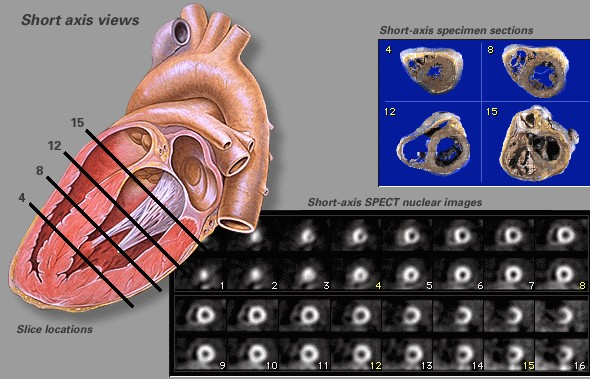 Short axis views
Short-axis specimen sections
4 8
12 15
15
12
8
4
Short-axis SPECT nuclear images
1 2 3 4 5 6 7 8
9 10 11 12 13 14 15 16
Slice locations